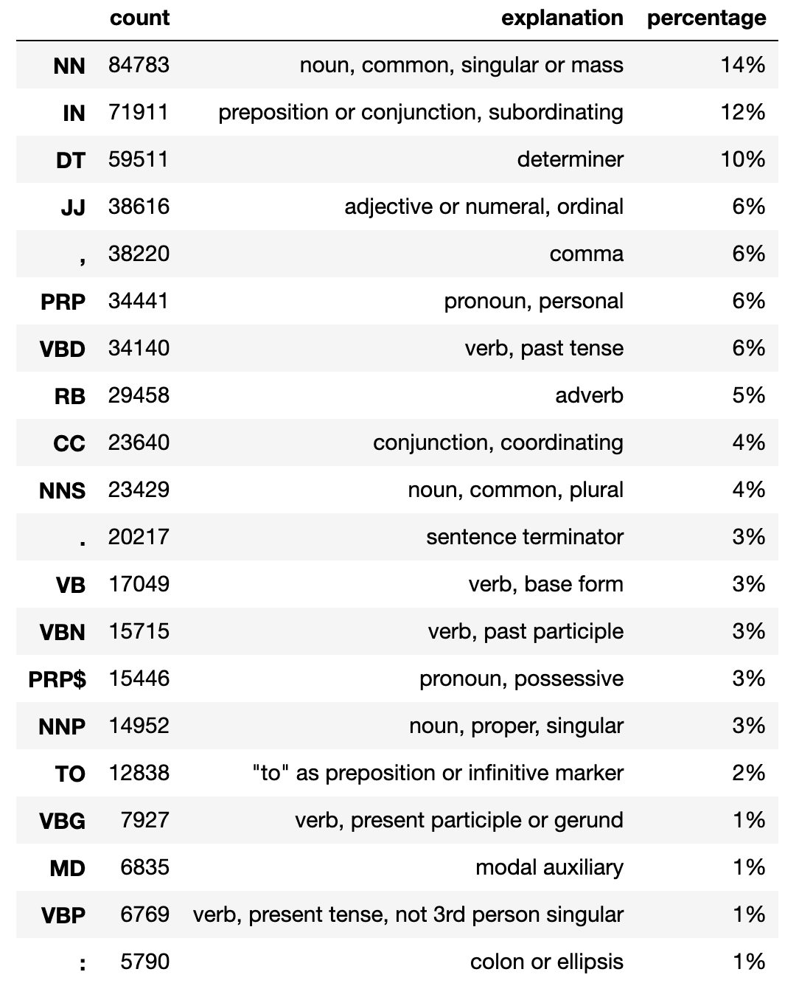 count explanation percentage
NN 84783 noun, common, singular or mass 14%
IN 71911 preposition or conjunction, subordinating 12%
DT 59511 determiner 10%
JJ 38616 adjective or numeral, ordinal 6%
, 38220 comma 6%
PRP 34441 pronoun, personal 6%
VBD 34140 verb, past tense 6%
RB 29458 adverb 5%
CC 23640 conjunction, coordinating 4%
NNS 23429 noun, common, plural 4%
. 20217 sentence terminator 3%
VB 17049 verb, base form 3%
VBN 15715 verb, past participle 3%
PRP$ 15446 pronoun, possessive 3%
NNP 14952 noun, proper, singular 3%
TO 12838 "to" as preposition or infinitive marker 2%
VBG 7927 verb, present participle or gerund 1%
MD 6835 modal auxiliary 1%
VBP 6769 verb, present tense, not 3rd person singular 1%
: 5790 colon or ellipsis 1%